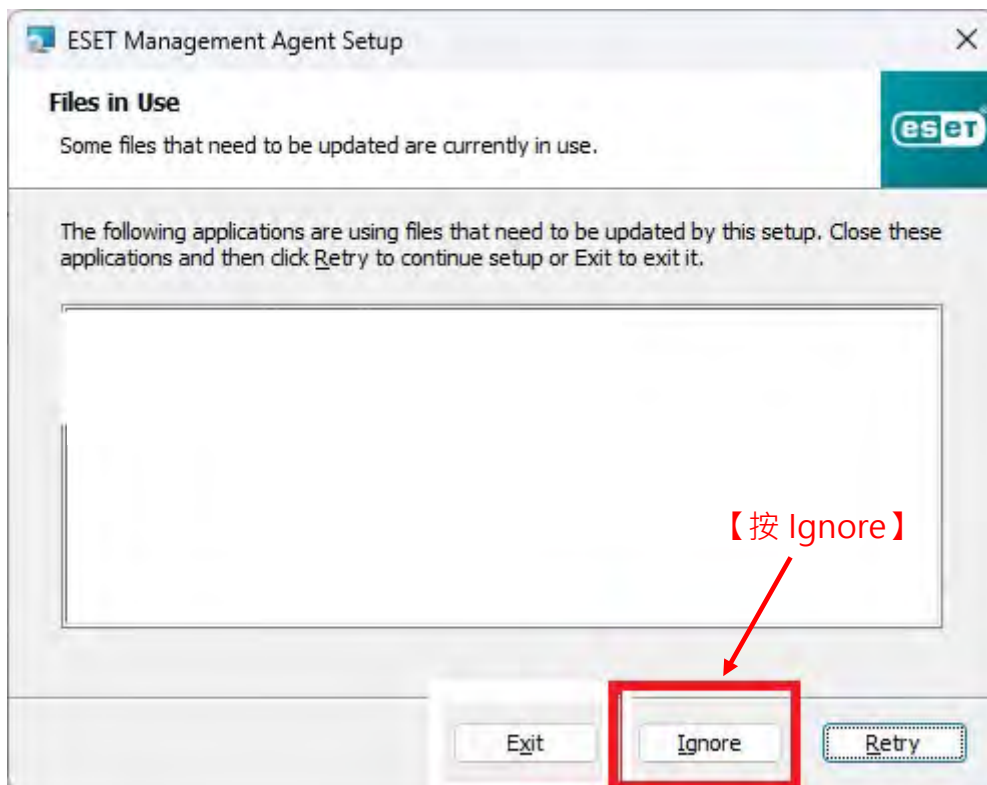 ESET Management Agent Setup
Files in Use
Some files that need to be updated are currently in use.
eseT
The following applications are using files that need to be updated by this setup. Close these
applications and then click Retry to continue setup or Exit to exit it.
【按 Ignore】
Exit Ignore Retry